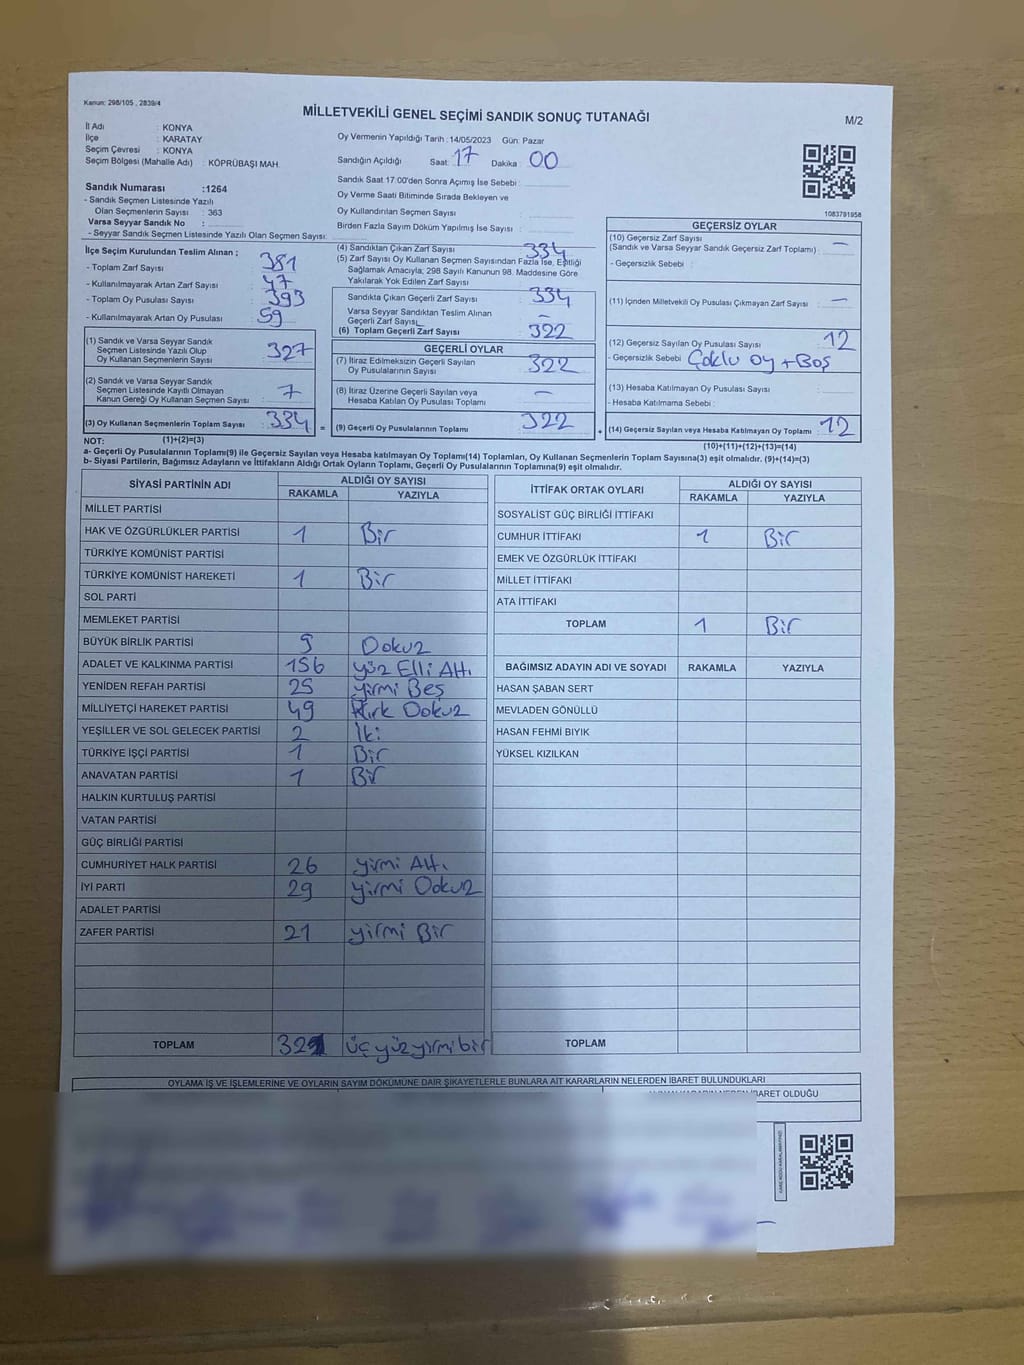 Kanun: 298/105 , 2839/4
MİLLETVEKİLİ GENEL SEÇİMİ SANDIK SONUÇ TUTANAĞI
M/2
İl Adı : KONYA
İlçe : KARATAY
Seçim Çevresi : KONYA
Seçim Bölgesi (Mahalle Adı) : KÖPRÜBAŞI MAH.
Oy Vermenin Yapıldığı Tarih : 14/05/2023 Gün: Pazar
Sandığın Açıldığı Saat: 17 Dakika : 00
Sandık Saat 17:00'den Sonra Açımış İse Sebebi :
Oy Verme Saati Bitiminde Sırada Bekleyen ve
Oy Kullandırılan Seçmen Sayısı :
Birden Fazla Sayım Döküm Yapılmış İse Sayısı :
1083791958
Sandık Numarası :1264
- Sandık Seçmen Listesinde Yazılı
Olan Seçmenlerin Sayısı : 363
Varsa Seyyar Sandık No :
- Seyyar Sandık Seçmen Listesinde Yazılı Olan Seçmen Sayısı:
İlçe Seçim Kurulundan Teslim Alınan ;
- Toplam Zarf Sayısı : 381
- Kullanılmayarak Artan Zarf Sayısı : 47
- Toplam Oy Pusulası Sayısı : 393
- Kullanılmayarak Artan Oy Pusulası : 59
(1) Sandık ve Varsa Seyyar Sandık
Seçmen Listesinde Yazılı Olup
Oy Kullanan Seçmenlerin Sayısı : 327
(2) Sandık ve Varsa Seyyar Sandık
Seçmen Listesinde Kayıtlı Olmayan
Kanun Gereği Oy Kullanan Seçmen Sayısı : 7
(3) Oy Kullanan Seçmenlerin Toplam Sayısı : 334 =
(4) Sandıktan Çıkan Zarf Sayısı : 334
(5) Zarf Sayısı Oy Kullanan Seçmen Sayısından Fazla İse, Eşitliği
Sağlamak Amacıyla, 298 Sayılı Kanunun 98. Maddesine Göre
Yakılarak Yok Edilen Zarf Sayısı :
Sandıkta Çıkan Geçerli Zarf Sayısı : 334
Varsa Seyyar Sandıktan Teslim Alınan
Geçerli Zarf Sayısı : –
(6) Toplam Geçerli Zarf Sayısı : 322
GEÇERLİ OYLAR
(7) İtiraz Edilmeksizin Geçerli Sayılan
Oy Pusulalarının Sayısı : 322
(8) İtiraz Üzerine Geçerli Sayılan veya
Hesaba Katılan Oy Pusulası Toplamı : –
(9) Geçerli Oy Pusulalarının Toplamı : 322 +
GEÇERSİZ OYLAR
(10) Geçersiz Zarf Sayısı
(Sandık ve Varsa Seyyar Sandık Geçersiz Zarf Toplamı) : –
- Geçersizlik Sebebi :
(11) İçinden Milletvekili Oy Pusulası Çıkmayan Zarf Sayısı : –
(12) Geçersiz Sayılan Oy Pusulası Sayısı : 12
- Geçersizlik Sebebi : Çoklu oy + Boş
(13) Hesaba Katılmayan Oy Pusulası Sayısı :
- Hesaba Katılmama Sebebi :
(14) Geçersiz Sayılan veya Hesaba Katılmayan Oy Toplamı : 12
NOT: (1)+(2)=(3)
(10)+(11)+(12)+(13)=(14)
a- Geçerli Oy Pusulalarının Toplamı(9) ile Geçersiz Sayılan veya Hesaba katılmayan Oy Toplamı(14) Toplamları, Oy Kullanan Seçmenlerin Toplam Sayısına(3) eşit olmalıdır. (9)+(14)=(3)
b- Siyasi Partilerin, Bağımsız Adayların ve İttifakların Aldığı Ortak Oyların Toplamı, Geçerli Oy Pusulalarının Toplamına(9) eşit olmalıdır.
SİYASİ PARTİNİN ADI ALDIĞI OY SAYISI
RAKAMLA YAZIYLA
MİLLET PARTİSİ
HAK VE ÖZGÜRLÜKLER PARTİSİ 1 Bir
TÜRKİYE KOMÜNİST PARTİSİ
TÜRKİYE KOMÜNİST HAREKETİ 1 Bir
SOL PARTİ
MEMLEKET PARTİSİ
BÜYÜK BİRLİK PARTİSİ 9 Dokuz
ADALET VE KALKINMA PARTİSİ 156 yüz Elli Altı
YENİDEN REFAH PARTİSİ 25 yirmi Beş
MİLLİYETÇİ HAREKET PARTİSİ 49 Kırk Dokuz
YEŞİLLER VE SOL GELECEK PARTİSİ 2 İki
TÜRKİYE İŞÇİ PARTİSİ 1 Bir
ANAVATAN PARTİSİ 1 Bir
HALKIN KURTULUŞ PARTİSİ
VATAN PARTİSİ
GÜÇ BİRLİĞİ PARTİSİ
CUMHURİYET HALK PARTİSİ 26 yirmi Altı
İYİ PARTİ 29 yirmi Dokuz
ADALET PARTİSİ
ZAFER PARTİSİ 21 yirmi Bir
TOPLAM 321 üç yüz yirmi bir
İTTİFAK ORTAK OYLARI ALDIĞI OY SAYISI
RAKAMLA YAZIYLA
SOSYALİST GÜÇ BİRLİĞİ İTTİFAKI
CUMHUR İTTİFAKI 1 Bir
EMEK VE ÖZGÜRLÜK İTTİFAKI
MİLLET İTTİFAKI
ATA İTTİFAKI
TOPLAM 1 Bir
BAĞIMSIZ ADAYIN ADI VE SOYADI RAKAMLA YAZIYLA
HASAN ŞABAN SERT
MEVLADEN GÖNÜLLÜ
HASAN FEHMİ BIYIK
YÜKSEL KIZILKAN
TOPLAM
OYLAMA İŞ VE İŞLEMLERİNE VE OYLARIN SAYIM DÖKÜMÜNE DAİR ŞİKAYETLERLE BUNLARA AİT KARARLARIN NELERDEN İBARET BULUNDUKLARI
İBARET OLDUĞU